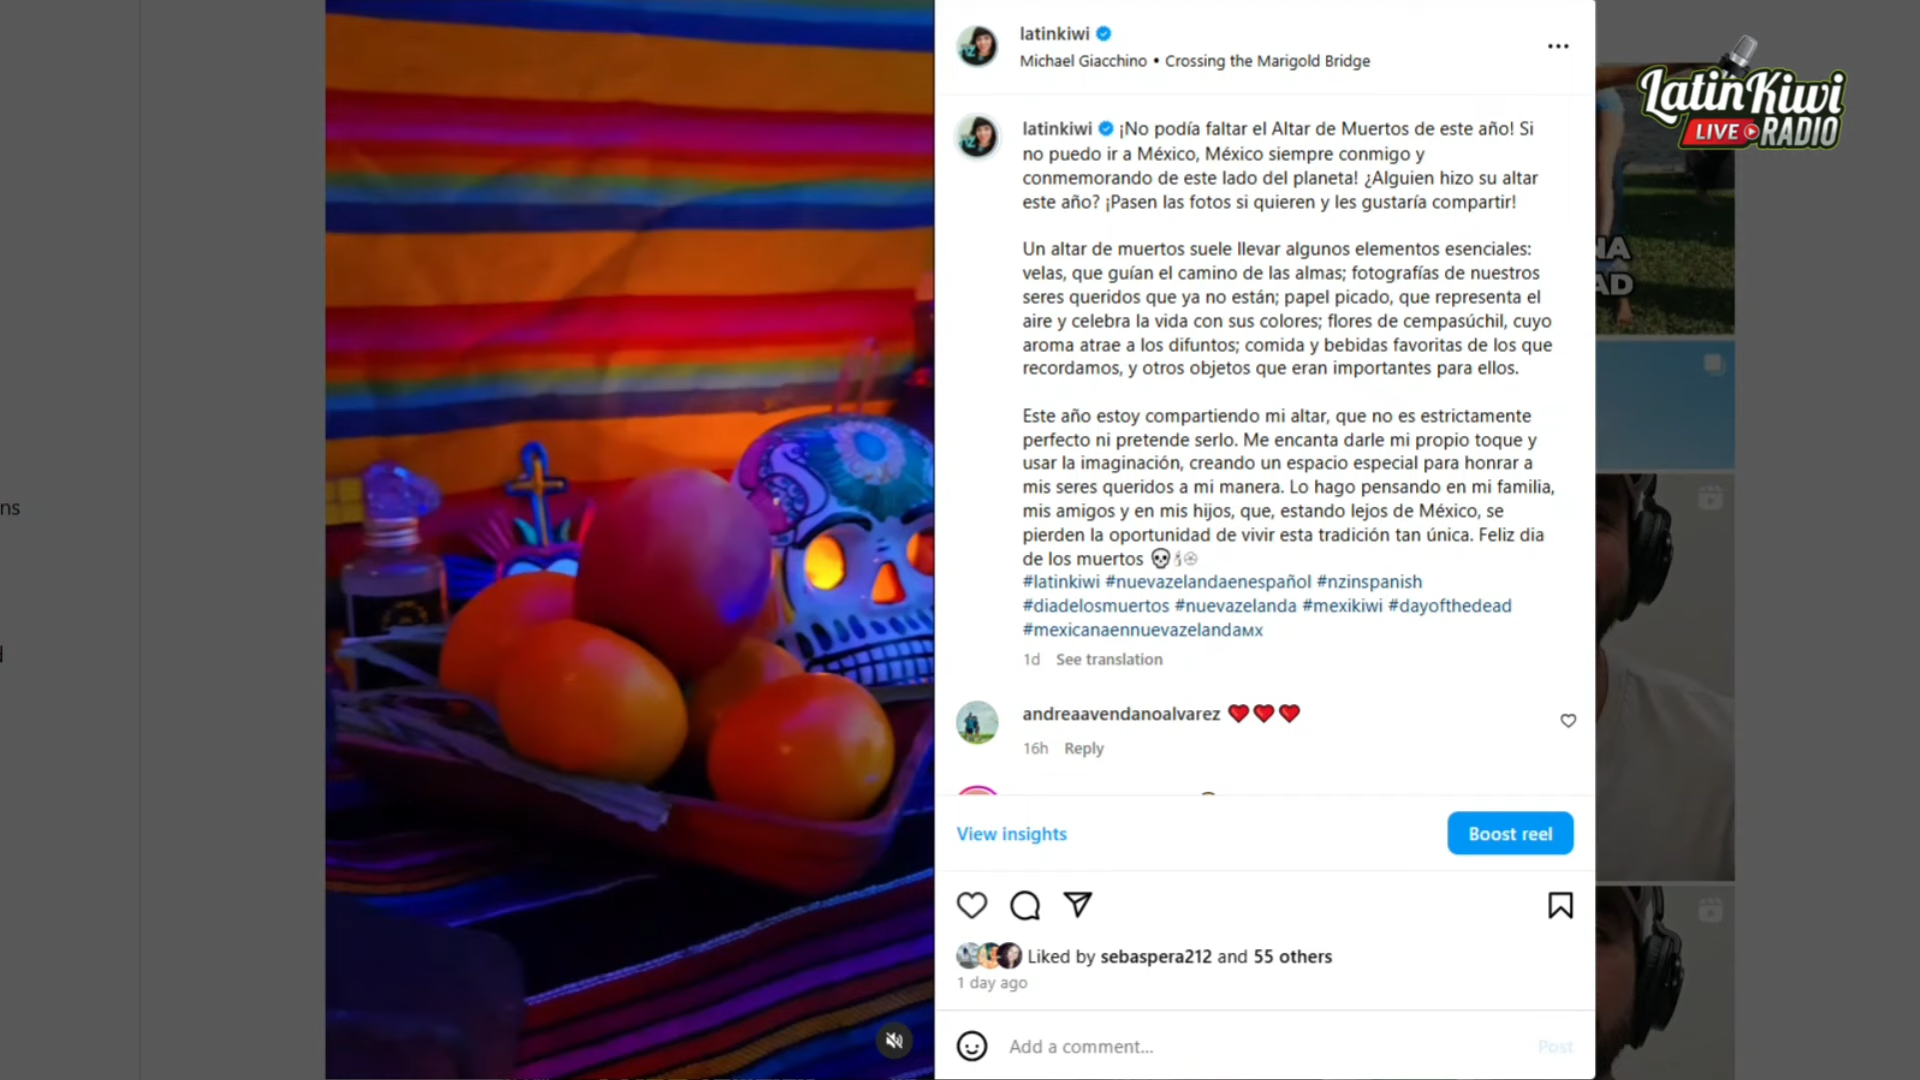 latinkiwi
Michael Giacchino • Crossing the Marigold Bridge
LatinKiwi
LIVE RADIO
latinkiwi ¡No podía faltar el Altar de Muertos de este año! Si
no puedo ir a México, México siempre conmigo y
conmemorando de este lado del planeta! ¿Alguien hizo su altar
este año? ¡Pasen las fotos si quieren y les gustaría compartir!
Un altar de muertos suele llevar algunos elementos esenciales:
velas, que guían el camino de las almas; fotografías de nuestros
seres queridos que ya no están; papel picado, que representa el
aire y celebra la vida con sus colores; flores de cempasúchil, cuyo
aroma atrae a los difuntos; comida y bebidas favoritas de los que
recordamos, y otros objetos que eran importantes para ellos.
Este año estoy compartiendo mi altar, que no es estrictamente
perfecto ni pretende serlo. Me encanta darle mi propio toque y
usar la imaginación, creando un espacio especial para honrar a
mis seres queridos a mi manera. Lo hago pensando en mi familia,
mis amigos y en mis hijos, que, estando lejos de México, se
pierden la oportunidad de vivir esta tradición tan única. Feliz dia
de los muertos 💀🕯️🏵️
#latinkiwi #nuevazelandaenespañol #nzinspanish
#diadelosmuertos #nuevazelanda #mexikiwi #dayofthedead
#mexicanaennuevazelandaмx
1d See translation
andreaavendanoalvarez ❤️❤️❤️
16h Reply
View insights
Boost reel
Liked by sebaspera212 and 55 others
1 day ago
Add a comment...
Post
ns
NA
AD